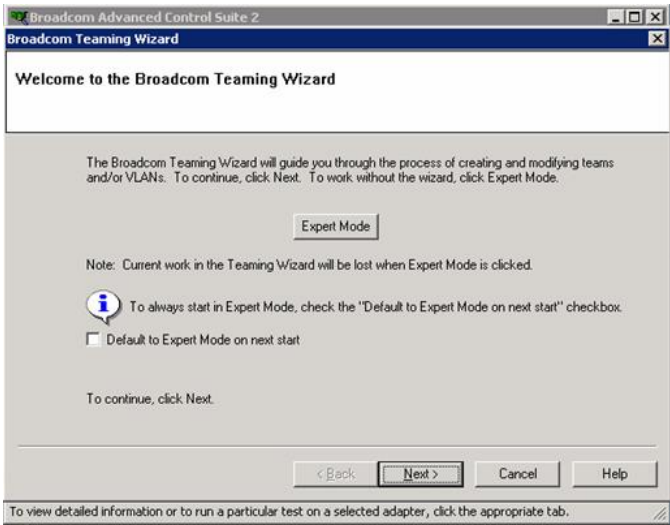 Broadcom Advanced Control Suite 2
Broadcom Teaming Wizard
Welcome to the Broadcom Teaming Wizard
The Broadcom Teaming Wizard will guide you through the process of creating and modifying teams
and/or VLANs. To continue, click Next. To work without the wizard, click Expert Mode.
Expert Mode
Note: Current work in the Teaming Wizard will be lost when Expert Mode is clicked.
To always start in Expert Mode, check the "Default to Expert Mode on next start" checkbox.
Default to Expert Mode on next start
To continue, click Next.
< Back Next > Cancel Help
To view detailed information or to run a particular test on a selected adapter, click the appropriate tab.